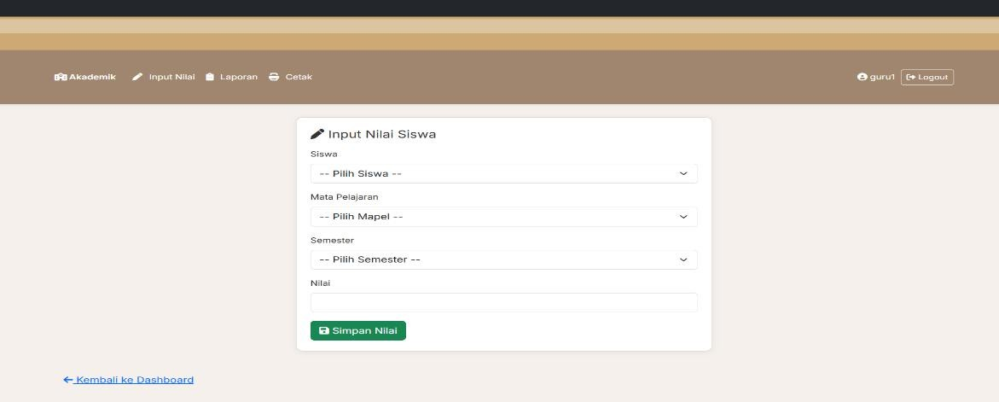 Akademik Input Nilai Laporan Cetak guru1 Logout
Input Nilai Siswa
Siswa
-- Pilih Siswa --
Mata Pelajaran
-- Pilih Mapel --
Semester
-- Pilih Semester --
Nilai
Simpan Nilai
Kembali ke Dashboard